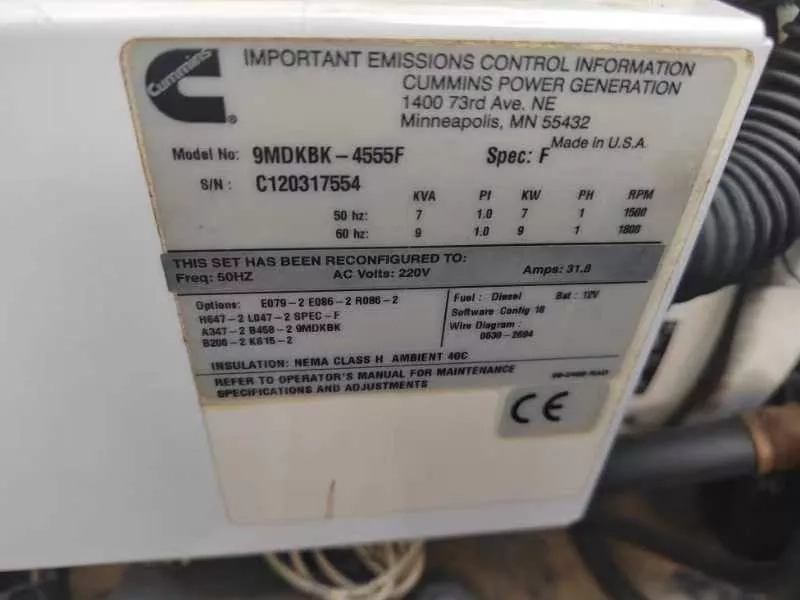 Cummins
IMPORTANT EMISSIONS CONTROL INFORMATION
CUMMINS POWER GENERATION
1400 73rd Ave. NE
Minneapolis, MN 55432
Made in U.S.A.
Model No: 9MDKBK-4555F Spec: F
S/N: C120317554
KVA Pf KW PH RPM
50 hz: 7 1.0 7 1 1500
60 hz: 9 1.0 9 1 1800
THIS SET HAS BEEN RECONFIGURED TO:
Freq: 50HZ AC Volts: 220V Amps: 31.8
Options: E079-2 E086-2 R086-2
H647-2 L047-2 SPEC-F
A347-2 B458-2 9MDKBK
B206-2 K615-2
Fuel: Diesel Bat: 12V
Software Config 18
Wire Diagram:
0630-2694
INSULATION: NEMA CLASS H AMBIENT 40C
REFER TO OPERATOR'S MANUAL FOR MAINTENANCE
SPECIFICATIONS AND ADJUSTMENTS
CE